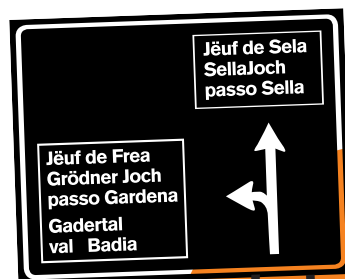 Jëuf de Sela
SellaJoch
passo Sella
Jëuf de Frea
Grödner Joch
passo Gardena
Gadertal
val Badia